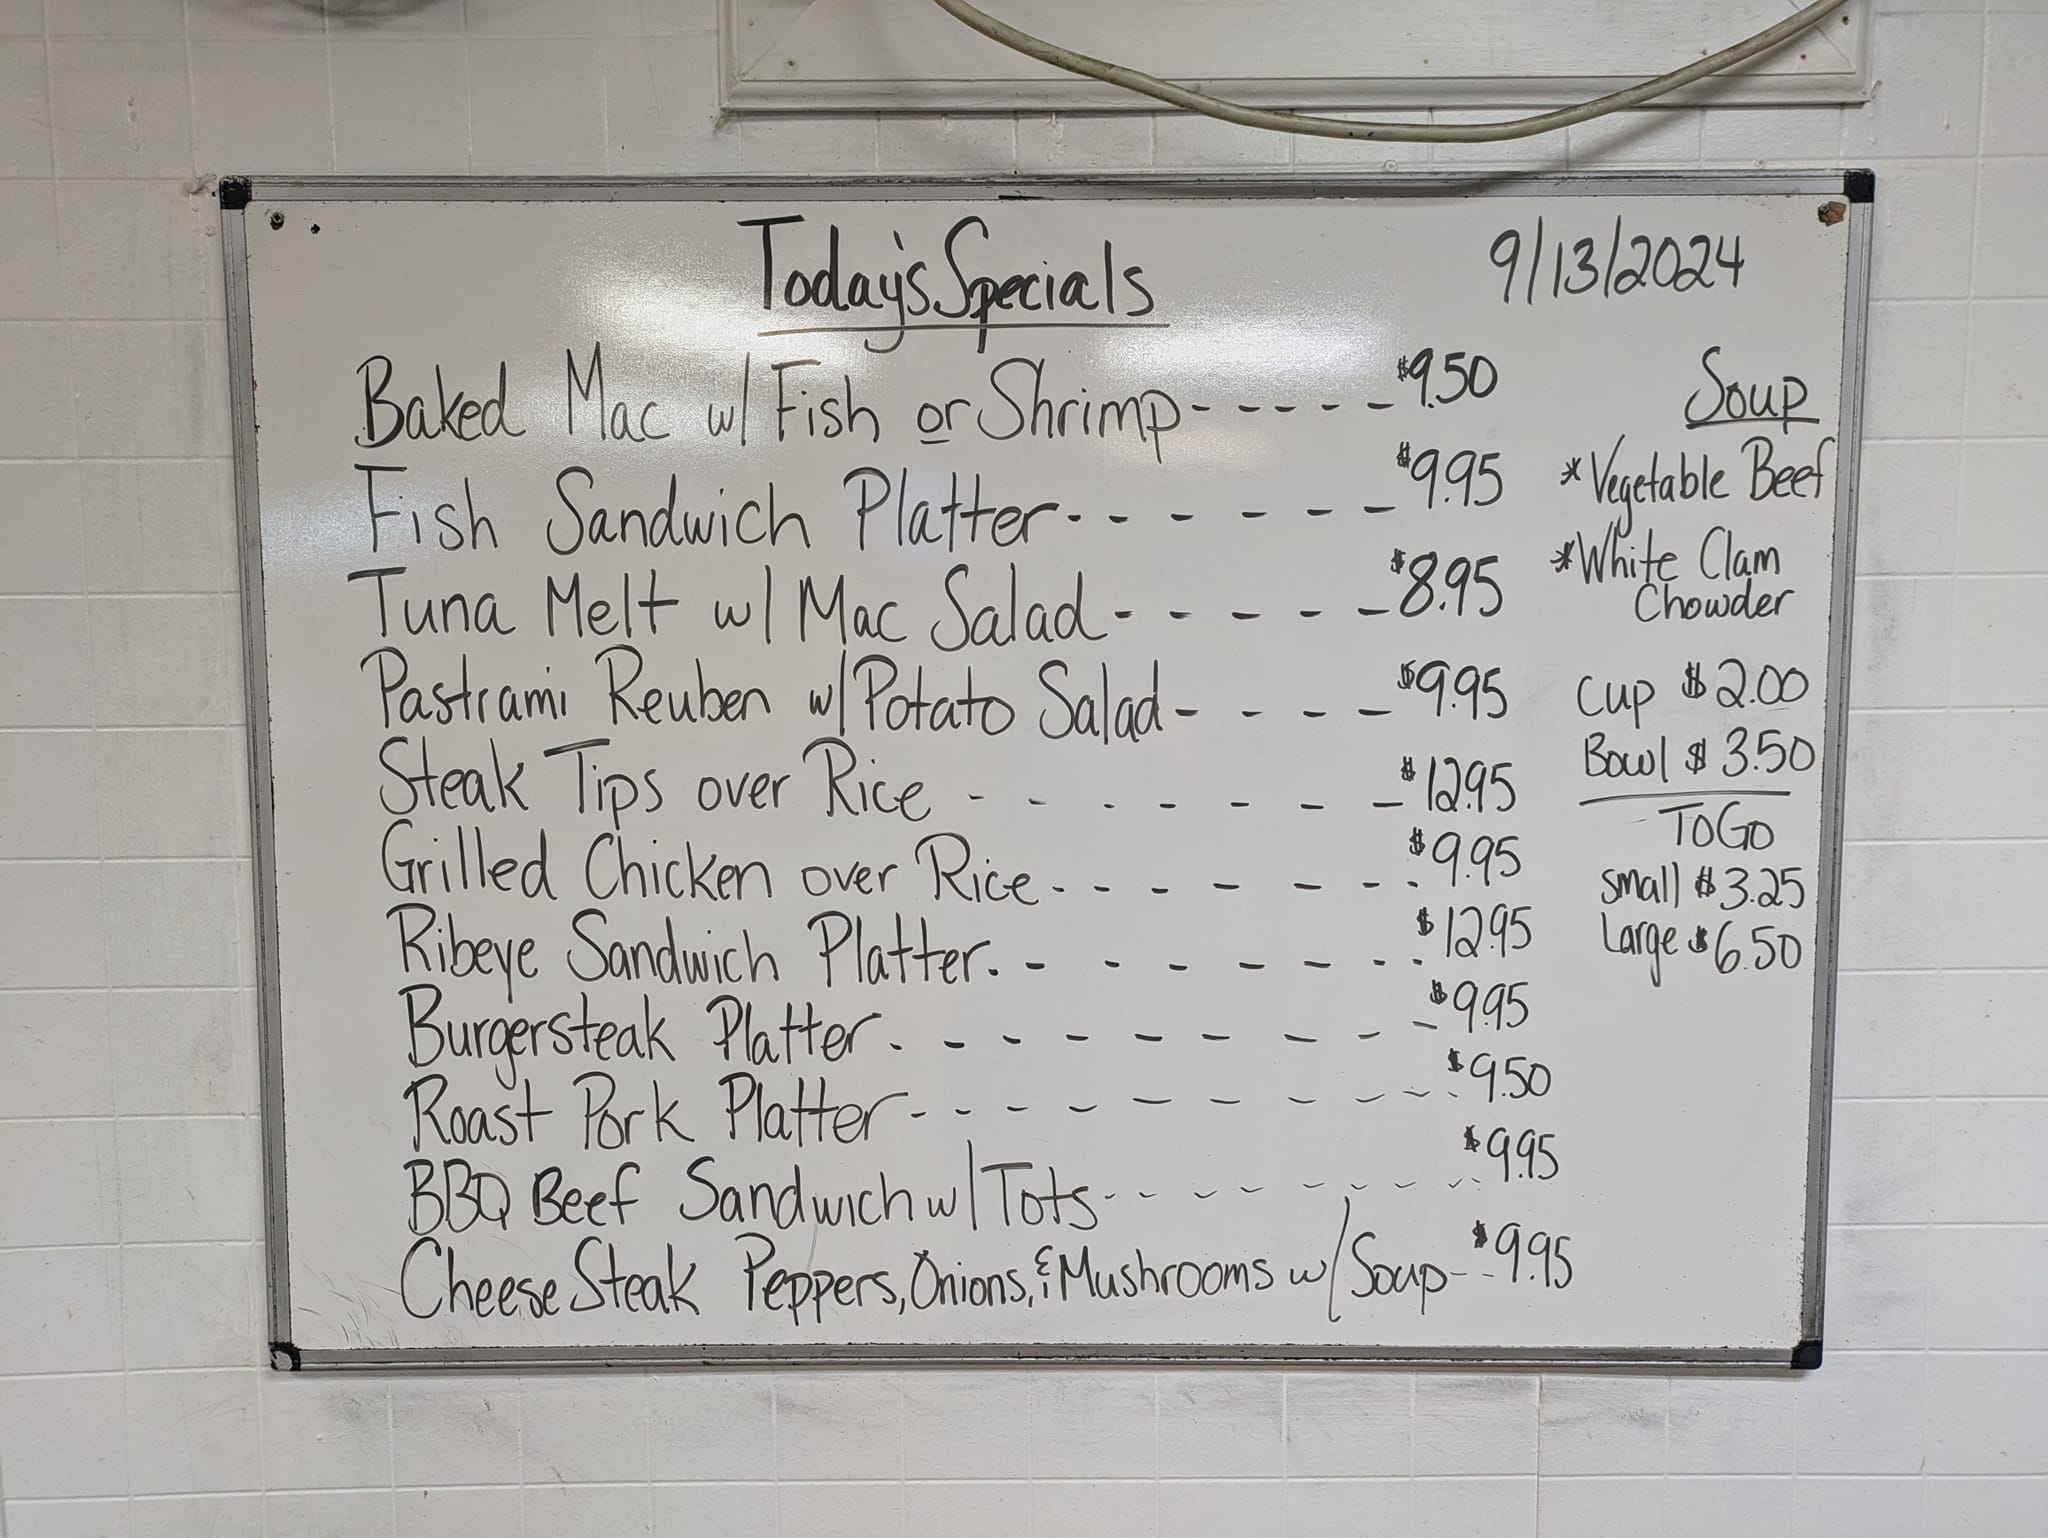 Today's Specials
9/13/2024
Baked Mac w/ Fish or Shrimp - - - - - $9.50
Fish Sandwich Platter - - - - - - $9.95
Tuna Melt w/ Mac Salad - - - - - $8.95
Pastrami Reuben w/ Potato Salad - - - - $9.95
Steak Tips over Rice - - - - - - - $12.95
Grilled Chicken over Rice - - - - - - - $9.95
Ribeye Sandwich Platter - - - - - - - - $12.95
Burgersteak Platter - - - - - - - - - $9.95
Roast Pork Platter - - - - - - - - - - $9.50
BBQ Beef Sandwich w/ Tots - - - - - - - - - $9.95
Cheese Steak Peppers, Onions, & Mushrooms w/ Soup - - $9.95
Soup
* Vegetable Beef
* White Clam
Chowder
Cup $2.00
Bowl $3.50
To Go
Small $3.25
Large $6.50